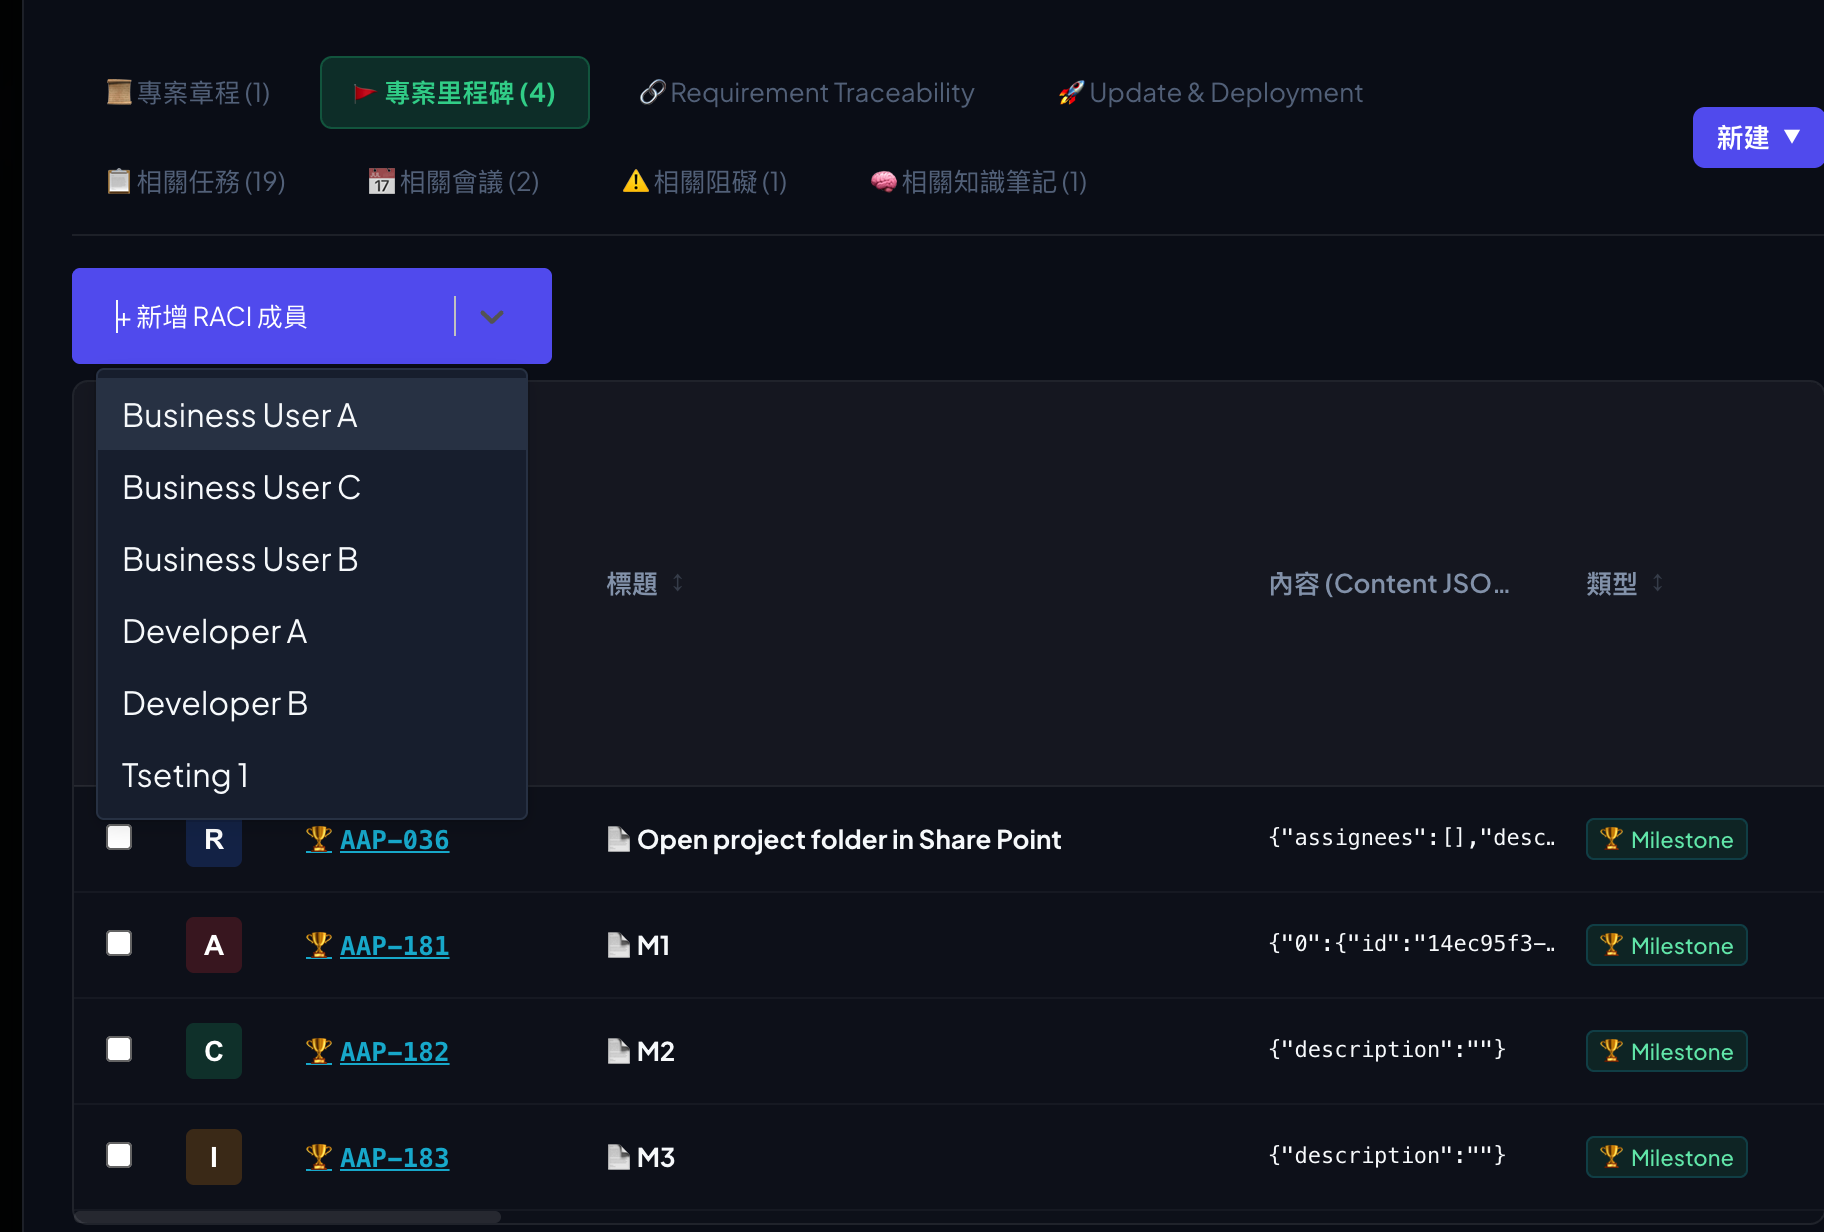 專案章程 (1)
專案里程碑 (4)
Requirement Traceability
Update & Deployment
新建 ▼
相關任務 (19)
相關會議 (2)
相關阻礙 (1)
相關知識筆記 (1)
+ 新增 RACI 成員
Business User A
Business User C
Business User B
Developer A
Developer B
Tseting 1
標題 ↕
內容 (Content JSO...
類型 ↕
R AAP-036 Open project folder in Share Point {"assignees":[],"desc… Milestone
A AAP-181 M1 {"0":{"id":"14ec95f3-… Milestone
C AAP-182 M2 {"description":""} Milestone
I AAP-183 M3 {"description":""} Milestone